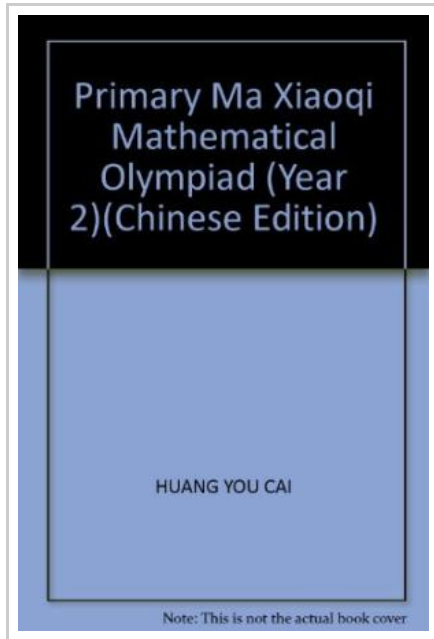 Primary Ma Xiaoqi
Mathematical
Olympiad (Year
2)(Chinese Edition)
HUANG YOU CAI
Note: This is not the actual book cover